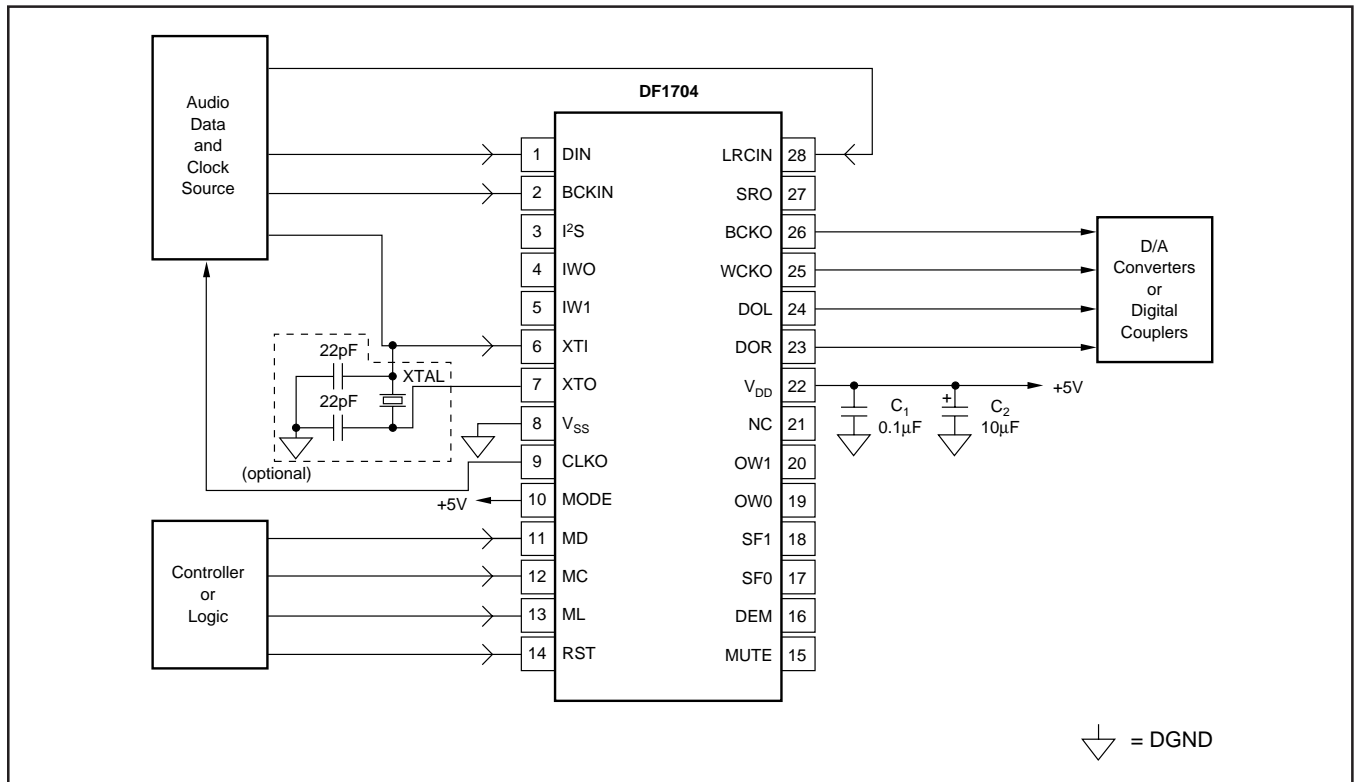 DF1704
Audio
Data
and
Clock
Source
1 DIN
2 BCKIN
3 I²S
4 IWO
5 IW1
6 XTI
7 XTO
8 V_SS
9 CLKO
10 MODE
11 MD
12 MC
13 ML
14 RST
LRCIN 28
SRO 27
BCKO 26
WCKO 25
DOL 24
DOR 23
V_DD 22
NC 21
OW1 20
OW0 19
SF1 18
SF0 17
DEM 16
MUTE 15
22pF
XTAL
22pF
(optional)
+5V
Controller
or
Logic
D/A
Converters
or
Digital
Couplers
+5V
C₁
0.1µF
+
C₂
10µF
= DGND